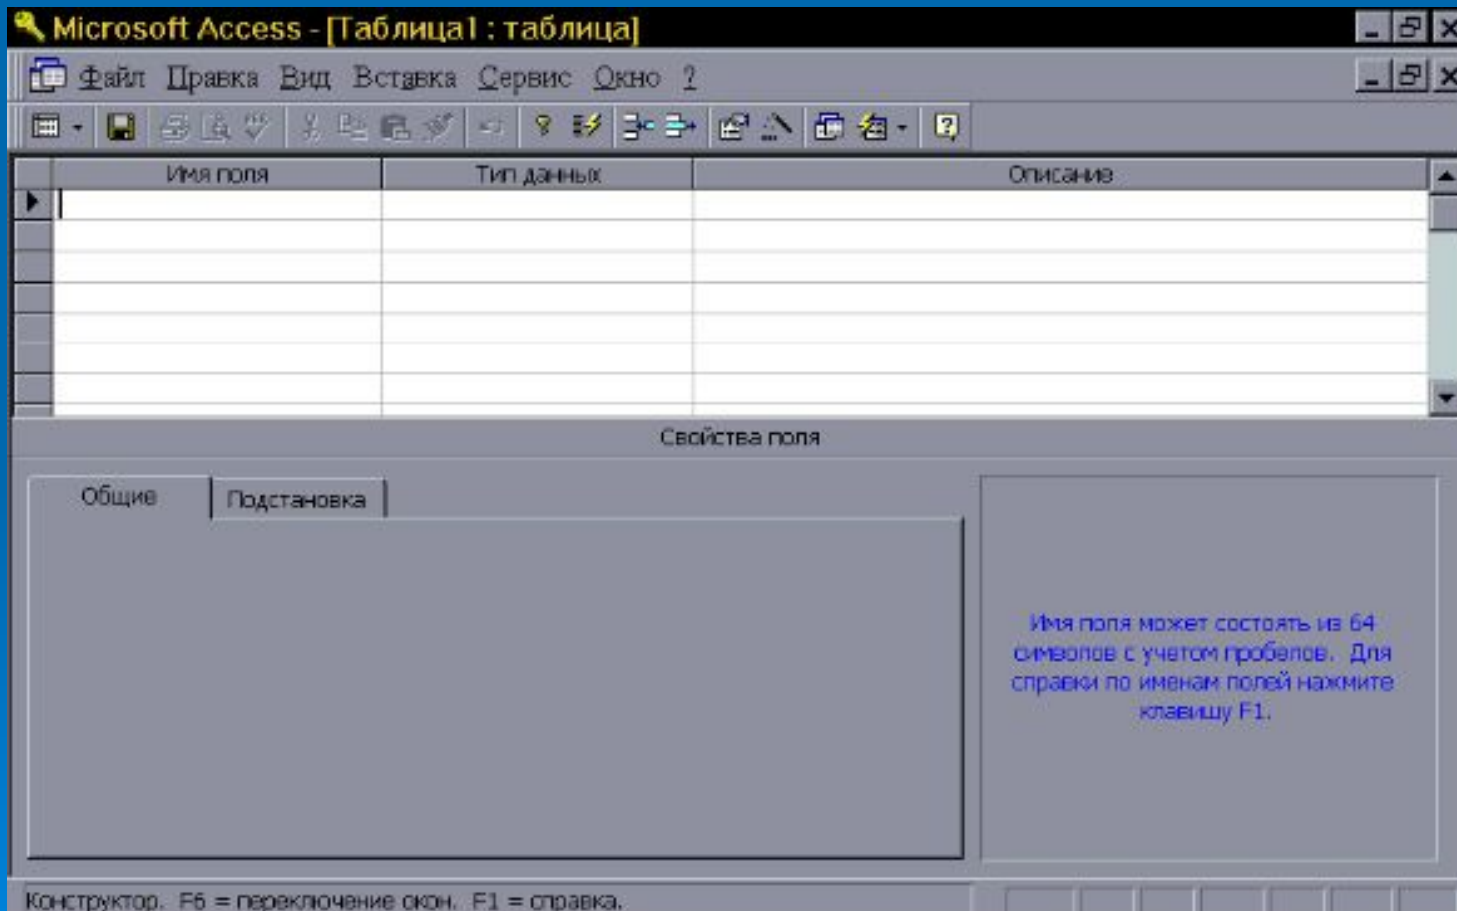 Microsoft Access - [Таблица1 : таблица]
Файл Правка Вид Вставка Сервис Окно ?
Имя поля Тип данных Описание
Свойства поля
Общие Подстановка
Имя поля может состоять из 64
символов с учетом пробелов. Для
справки по именам полей нажмите
клавишу F1.
Конструктор. F6 = переключение окон. F1 = справка.